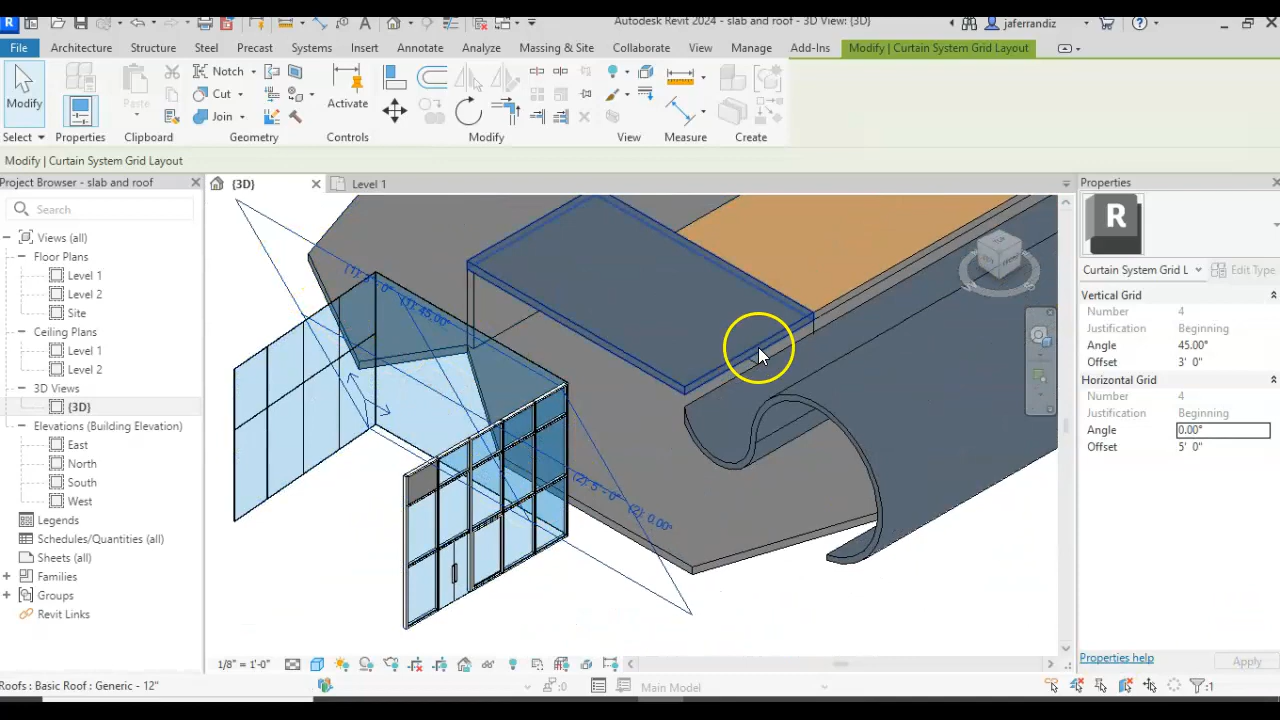 Autodesk Revit 2024 - slab and roof - 3D View: {3D}
jaferrandiz
File
Architecture
Structure
Steel
Precast
Systems
Insert
Annotate
Analyze
Massing & Site
Collaborate
View
Manage
Add-Ins
Modify | Curtain System Grid Layout
Modify
Paste
Notch
Cut
Join
Activate
Select
Properties
Clipboard
Geometry
Controls
Modify
View
Measure
Create
Modify | Curtain System Grid Layout
Project Browser - slab and roof
Search
Views (all)
Floor Plans
Level 1
Level 2
Site
Ceiling Plans
Level 1
Level 2
3D Views
{3D}
Elevations (Building Elevation)
East
North
South
West
Legends
Schedules/Quantities (all)
Sheets (all)
Families
Groups
Revit Links
{3D}
Level 1
(1): 45.00°
(2): 5' - 0"
(2): 0.00°
1/8" = 1'-0"
Properties
R
Curtain System Grid L
Edit Type
Vertical Grid
Number 4
Justification Beginning
Angle 45.00°
Offset 3' 0"
Horizontal Grid
Number 4
Justification Beginning
Angle 0.00°
Offset 5' 0"
Properties help
Apply
Roofs : Basic Roof : Generic - 12"
:0
Main Model
:1